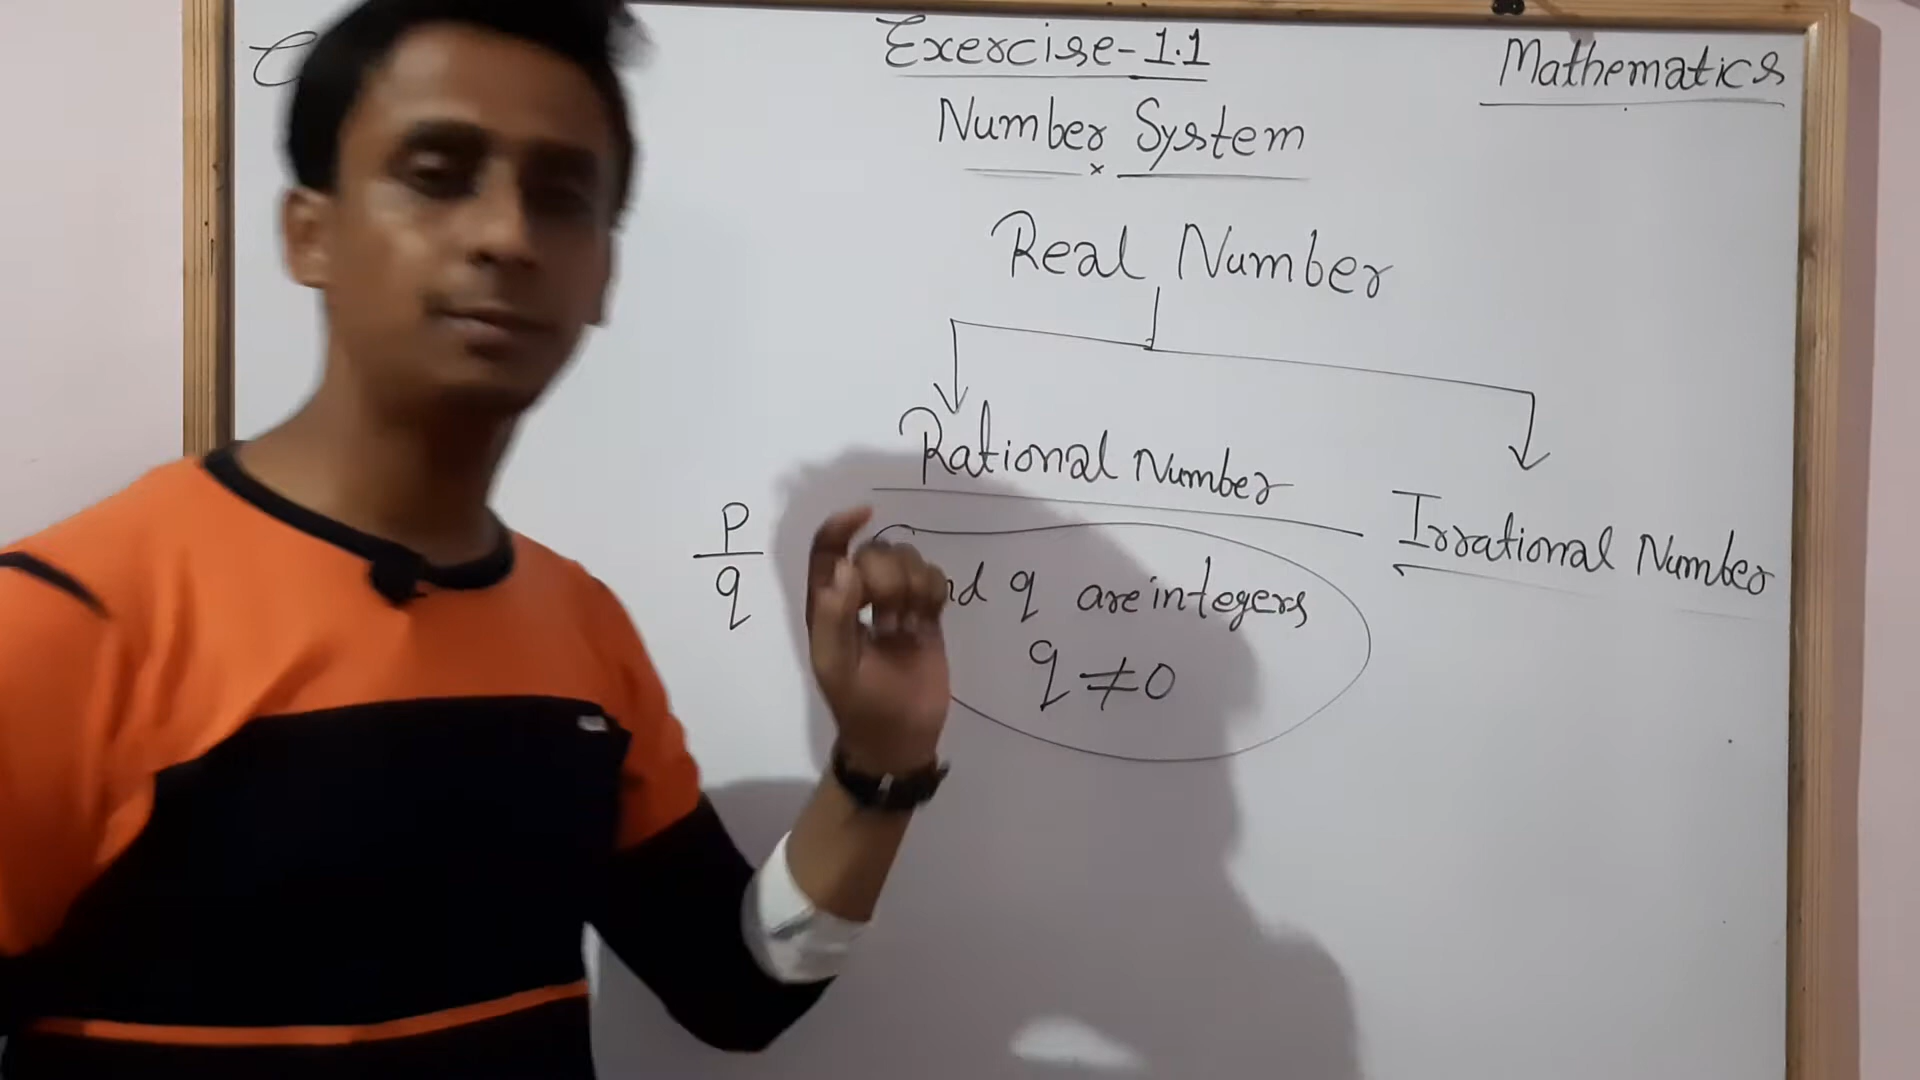 Exercise-1.1
Mathematics
Number System
Real Number
Rational Number
Irrational Number
P
q
q are integers
q ≠ 0